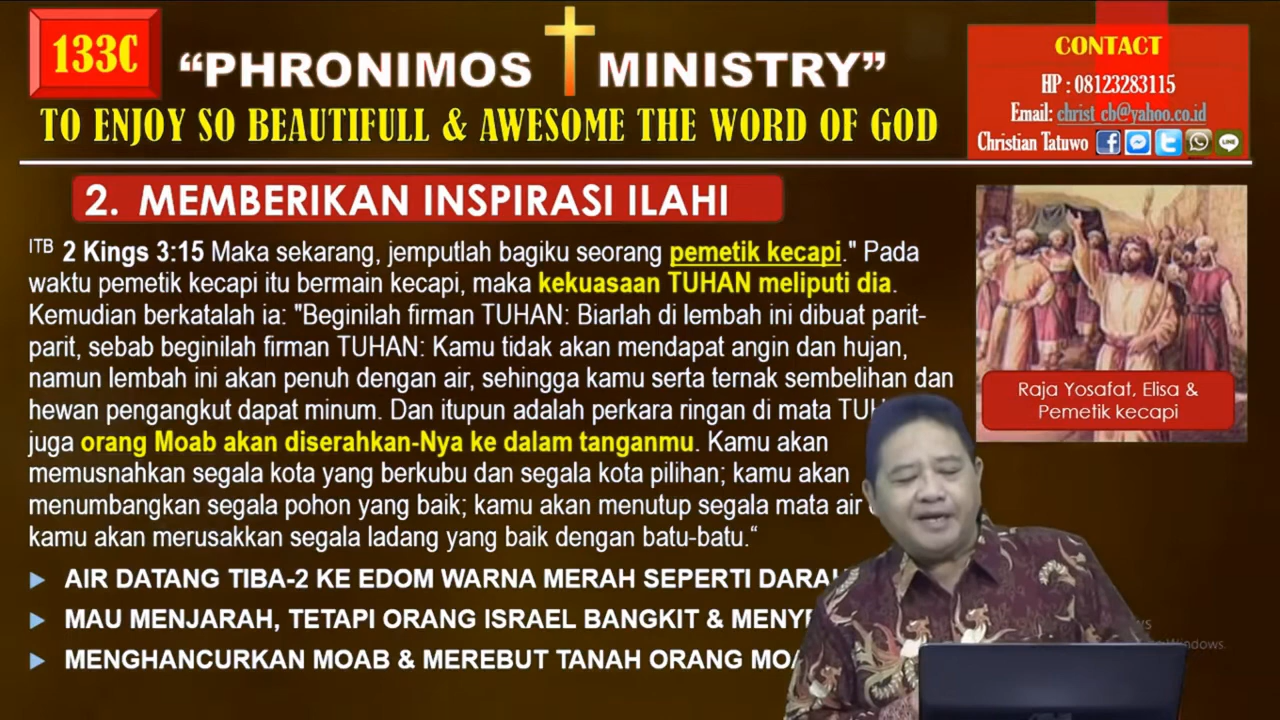 133C
“PHRONIMOS MINISTRY”
TO ENJOY SO BEAUTIFULL & AWESOME THE WORD OF GOD
CONTACT
HP : 08123283115
Email: christ_cb@yahoo.co.id
Christian Tatuwo
2. MEMBERIKAN INSPIRASI ILAHI
ITB 2 Kings 3:15 Maka sekarang, jemputlah bagiku seorang pemetik kecapi." Pada
waktu pemetik kecapi itu bermain kecapi, maka kekuasaan TUHAN meliputi dia.
Kemudian berkatalah ia: "Beginilah firman TUHAN: Biarlah di lembah ini dibuat parit-
parit, sebab beginilah firman TUHAN: Kamu tidak akan mendapat angin dan hujan,
namun lembah ini akan penuh dengan air, sehingga kamu serta ternak sembelihan dan
hewan pengangkut dapat minum. Dan itupun adalah perkara ringan di mata
juga orang Moab akan diserahkan-Nya ke dalam tanganmu. Kamu akan
memusnahkan segala kota yang berkubu dan segala kota pilihan; kamu akan
menumbangkan segala pohon yang baik; kamu akan menutup segala mata air
kamu akan merusakkan segala ladang yang baik dengan batu-batu.“
AIR DATANG TIBA-2 KE EDOM WARNA MERAH SEPERTI
MAU MENJARAH, TETAPI ORANG ISRAEL BANGKIT &
MENGHANCURKAN MOAB & MEREBUT TANAH ORANG
Raja Yosafat, Elisa &
Pemetik kecapi
Windows.